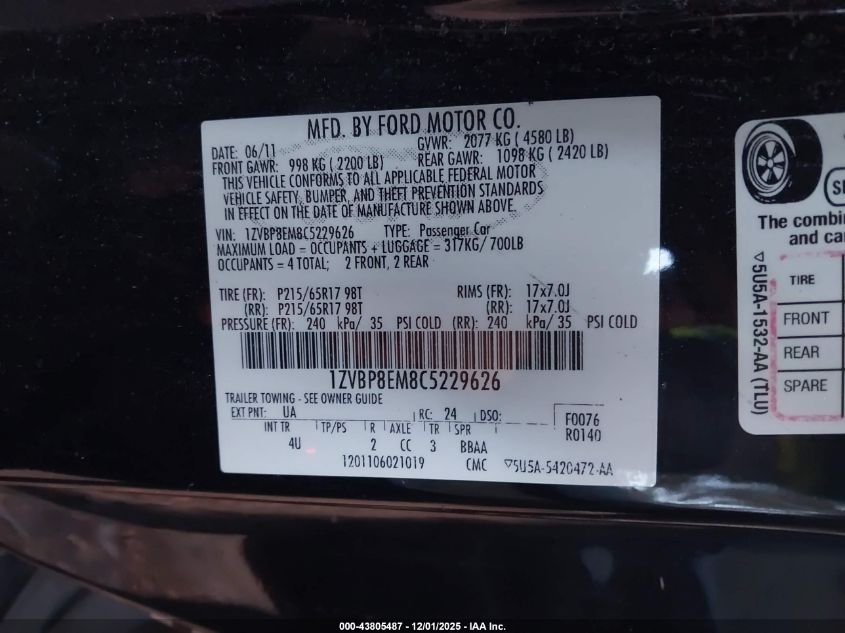 MFD. BY FORD MOTOR CO.
DATE: 06/11 GVWR: 2077 KG ( 4580 LB)
FRONT GAWR: 998 KG ( 2200 LB) REAR GAWR: 1098 KG ( 2420 LB)
THIS VEHICLE CONFORMS TO ALL APPLICABLE FEDERAL MOTOR
VEHICLE SAFETY, BUMPER, AND THEFT PREVENTION STANDARDS
IN EFFECT ON THE DATE OF MANUFACTURE SHOWN ABOVE.
VIN: 1ZVBP8EM8C5229626 TYPE: Passenger Car
MAXIMUM LOAD = OCCUPANTS + LUGGAGE = 317KG/ 700LB
OCCUPANTS = 4 TOTAL; 2 FRONT, 2 REAR
TIRE (FR): P215/65R17 98T RIMS (FR): 17x7.0J
(RR): P215/65R17 98T (RR): 17x7.0J
PRESSURE (FR): 240 kPa/ 35 PSI COLD (RR): 240 kPa/ 35 PSI COLD
1ZVBP8EM8C5229626
TRAILER TOWING - SEE OWNER GUIDE
EXT PNT: UA RC: 24 DSO: F0076
INT TR TP/PS R AXLE TR SPR R0140
4U 2 CC 3 BBAA
1201106021019 CMC ▽5U5A-5420472-AA
The combin
and ca
▽5U5A-1532-AA (TLU)
TIRE
FRONT
REAR
SPARE
000-43805487 - 12/01/2025 - IAA Inc.